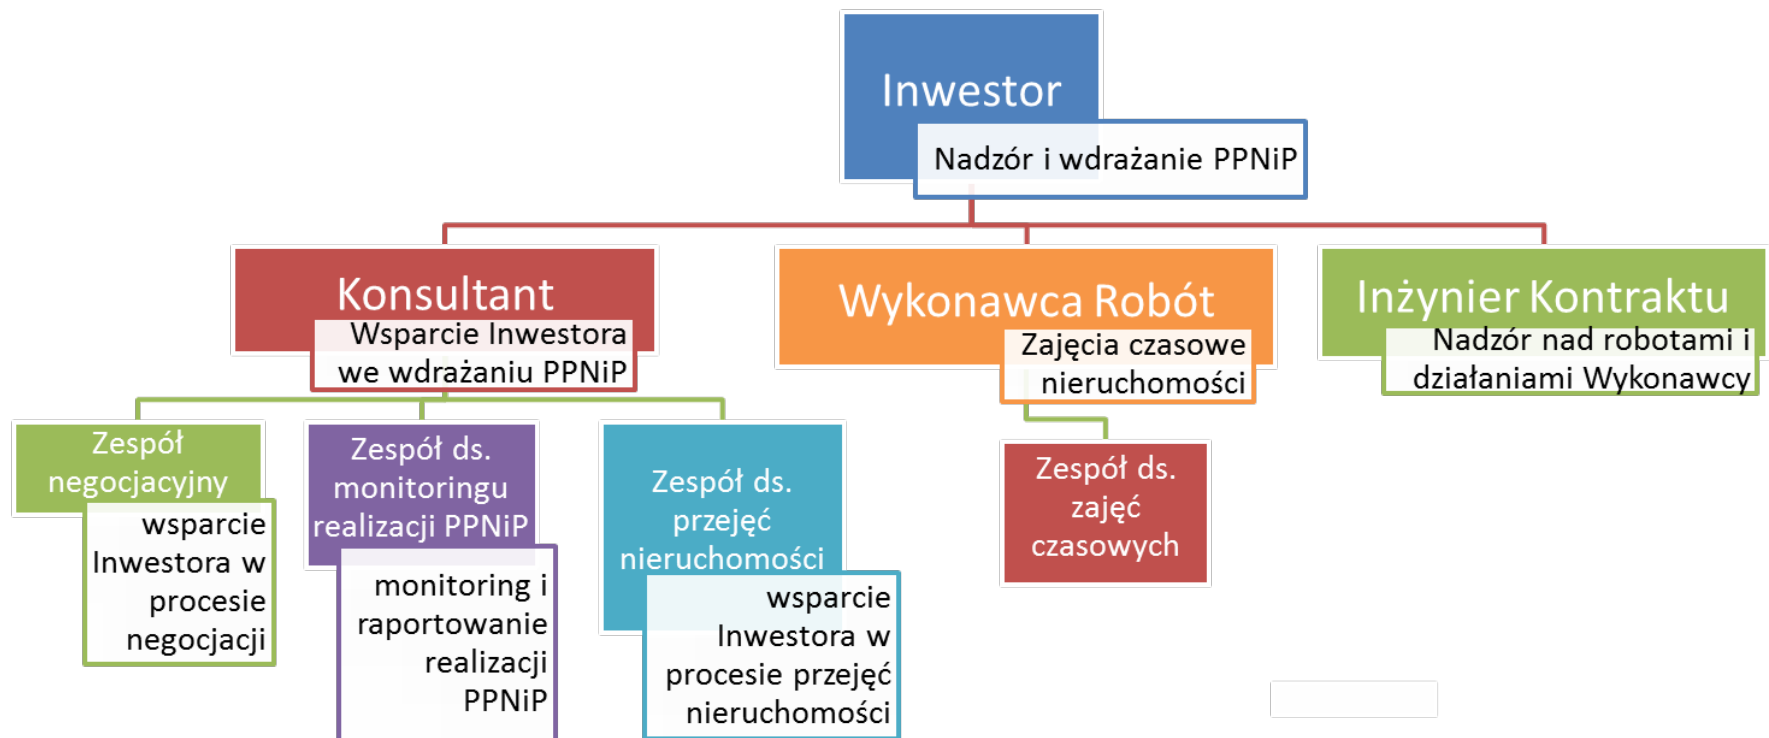 Inwestor
Nadzór i wdrażanie PPNiP
Konsultant
Wsparcie Inwestora
we wdrażaniu PPNiP
Wykonawca Robót
Zajęcia czasowe
nieruchomości
Inżynier Kontraktu
Nadzór nad robotami i
działaniami Wykonawcy
Zespół
negocjacyjny
wsparcie
Inwestora w
procesie
negocjacji
Zespół ds.
monitoringu
realizacji PPNiP
monitoring i
raportowanie
realizacji
PPNiP
Zespół ds.
przejęć
nieruchomości
wsparcie
Inwestora w
procesie przejęć
nieruchomości
Zespół ds.
zajęć
czasowych